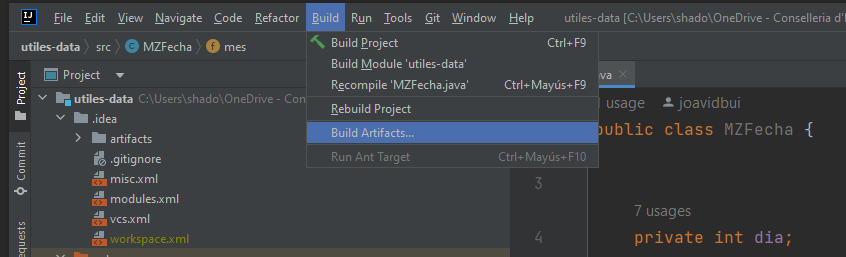 IJ File Edit View Navigate Code Refactor Build Run Tools Git Window Help utiles-data [C:\Users\shado\OneDrive - Conselleria d'
utiles-data src C MZFecha f mes
Build Project Ctrl+F9
Build Module 'utiles-data'
Recompile 'MZFecha.java' Ctrl+Mayús+F9
Rebuild Project
Build Artifacts...
Run Ant Target Ctrl+Mayús+F10
Project
Project
Commit
utiles-data C:\Users\shado\OneDrive - Con
.idea
artifacts
.gitignore
misc.xml
modules.xml
vcs.xml
workspace.xml
ava
1 usage joavidbui
public class MZFecha {
3
7 usages
4 private int dia;